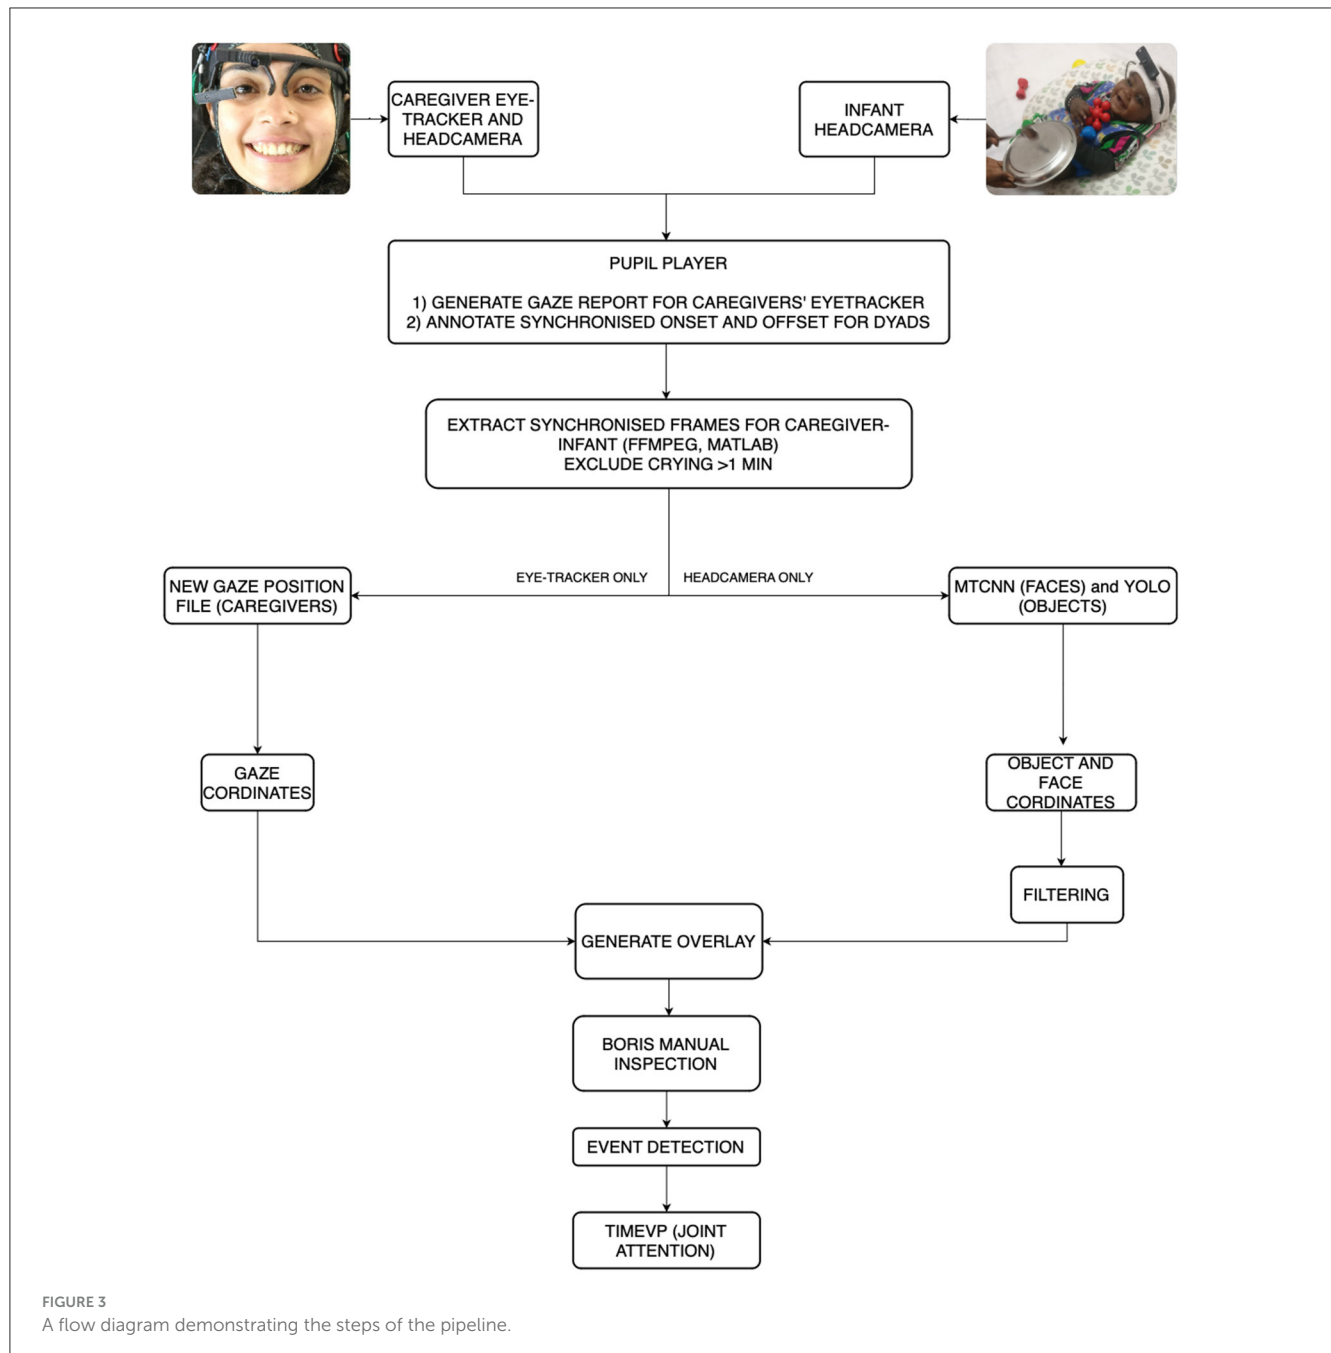 CAREGIVER EYE-
TRACKER AND
HEADCAMERA
INFANT
HEADCAMERA
PUPIL PLAYER
1) GENERATE GAZE REPORT FOR CAREGIVERS' EYETRACKER
2) ANNOTATE SYNCHRONISED ONSET AND OFFSET FOR DYADS
EXTRACT SYNCHRONISED FRAMES FOR CAREGIVER-
INFANT (FFMPEG, MATLAB)
EXCLUDE CRYING >1 MIN
EYE-TRACKER ONLY
HEADCAMERA ONLY
NEW GAZE POSITION
FILE (CAREGIVERS)
MTCNN (FACES) and YOLO
(OBJECTS)
GAZE
CORDINATES
OBJECT AND
FACE
CORDINATES
FILTERING
GENERATE OVERLAY
BORIS MANUAL
INSPECTION
EVENT DETECTION
TIMEVP (JOINT
ATTENTION)
FIGURE 3
A flow diagram demonstrating the steps of the pipeline.